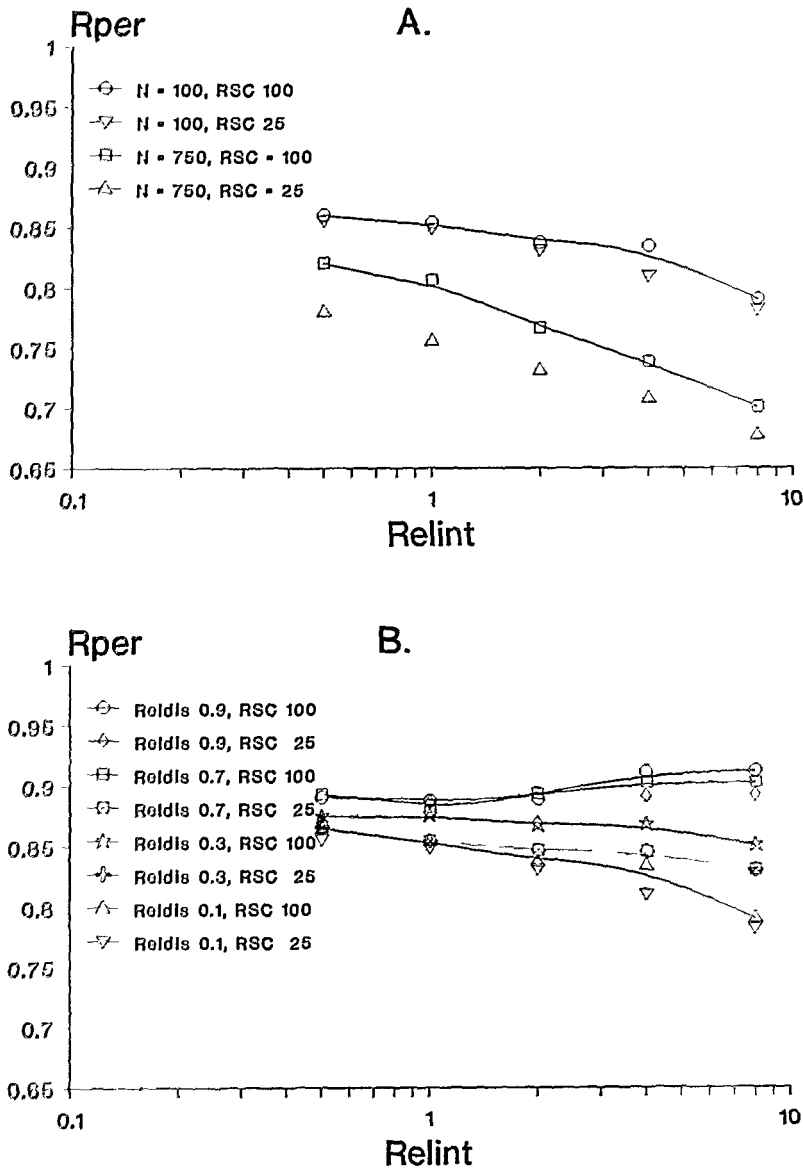 Rper
A.
1
N = 100, RSC 100
0.95
N = 100, RSC 25
N = 750, RSC = 100
0.9
N = 750, RSC = 25
0.85
0.8
0.75
0.7
0.65
0.1
1
10
Relint
Rper
B.
1
Reldis 0.9, RSC 100
0.95
Reldis 0.9, RSC 25
Reldis 0.7, RSC 100
0.9
Reldis 0.7, RSC 25
Reldis 0.3, RSC 100
0.85
Reldis 0.3, RSC 25
Reldis 0.1, RSC 100
0.8
Reldis 0.1, RSC 25
0.75
0.7
0.65
0.1
1
10
Relint